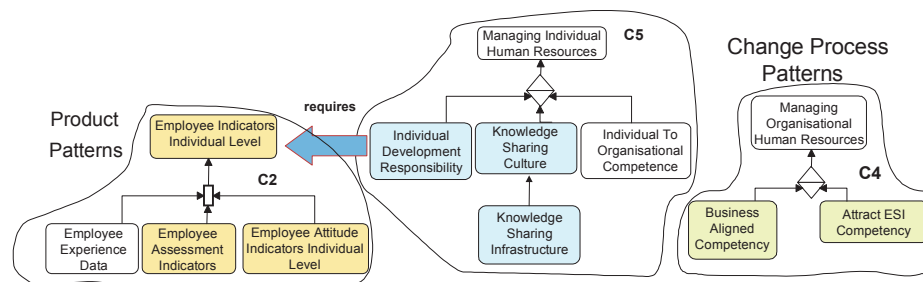 Managing Individual
Human Resources
C5
Change Process
Patterns
requires
Product
Patterns
Employee Indicators
Individual Level
Individual
Development
Responsibility
Knowledge
Sharing
Culture
Individual To
Organisational
Competence
Managing
Organisational
Human Resources
C2
C4
Employee
Experience
Data
Employee
Assessment
Indicators
Employee Attitude
Indicators Individual
Level
Knowledge
Sharing
Infrastructure
Business
Aligned
Competency
Attract ESI
Competency